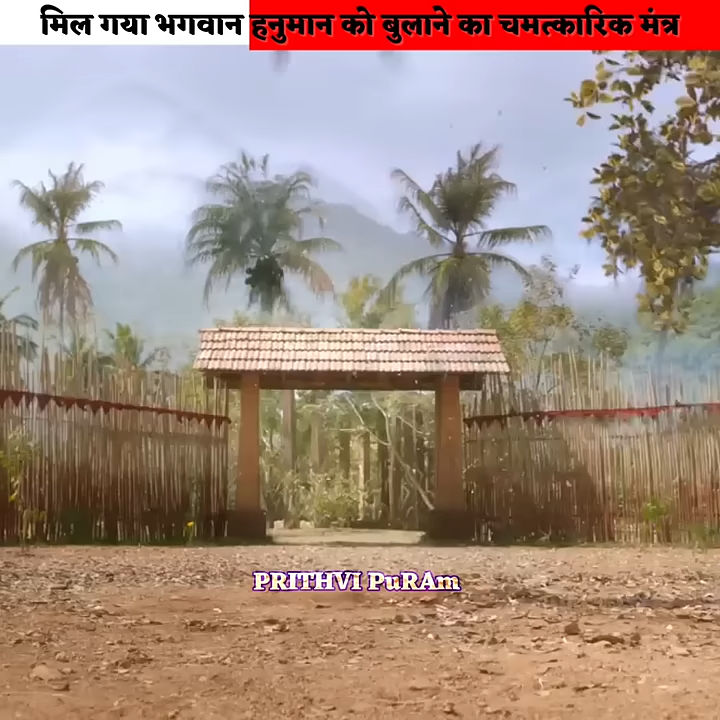 मिल गया भगवान हनुमान को बुलाने का चमत्कारिक मंत्र
PRITHVI PuRAm